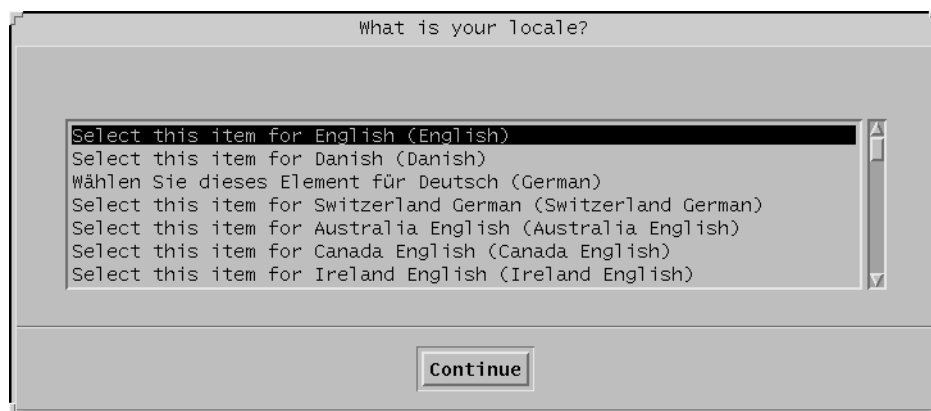 What is your locale?
Select this item for English (English)
Select this item for Danish (Danish)
Wählen Sie dieses Element für Deutsch (German)
Select this item for Switzerland German (Switzerland German)
Select this item for Australia English (Australia English)
Select this item for Canada English (Canada English)
Select this item for Ireland English (Ireland English)
Continue